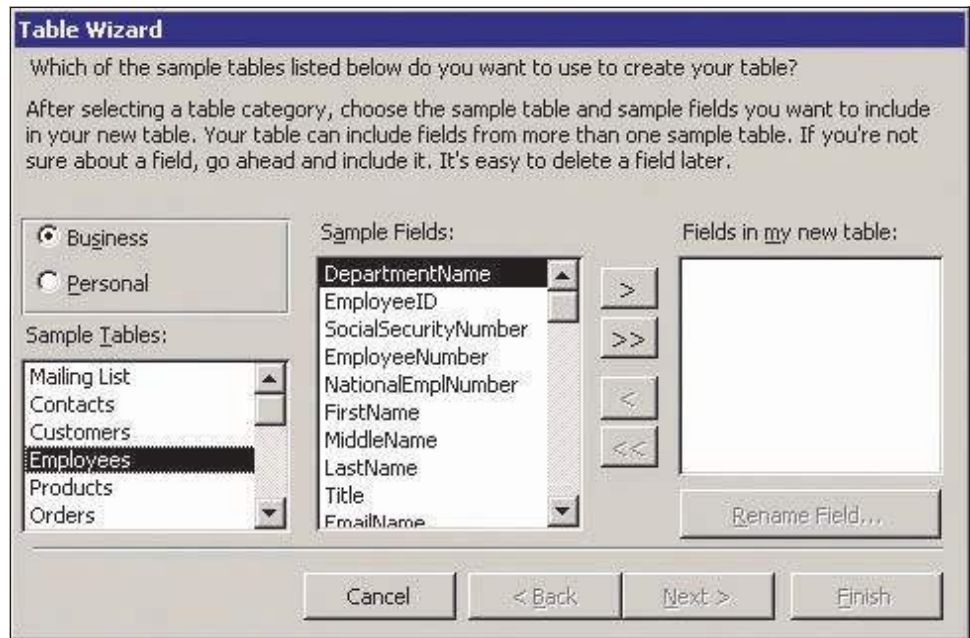 Table Wizard
Which of the sample tables listed below do you want to use to create your table?
After selecting a table category, choose the sample table and sample fields you want to include
in your new table. Your table can include fields from more than one sample table. If you're not
sure about a field, go ahead and include it. It's easy to delete a field later.
Business
Personal
Sample Tables:
Mailing List
Contacts
Customers
Employees
Products
Orders
Sample Fields:
DepartmentName
EmployeeID
SocialSecurityNumber
EmployeeNumber
NationalEmplNumber
FirstName
MiddleName
LastName
Title
EmailName
>
>>
<
<<
Fields in my new table:
Rename Field...
Cancel
< Back
Next >
Finish